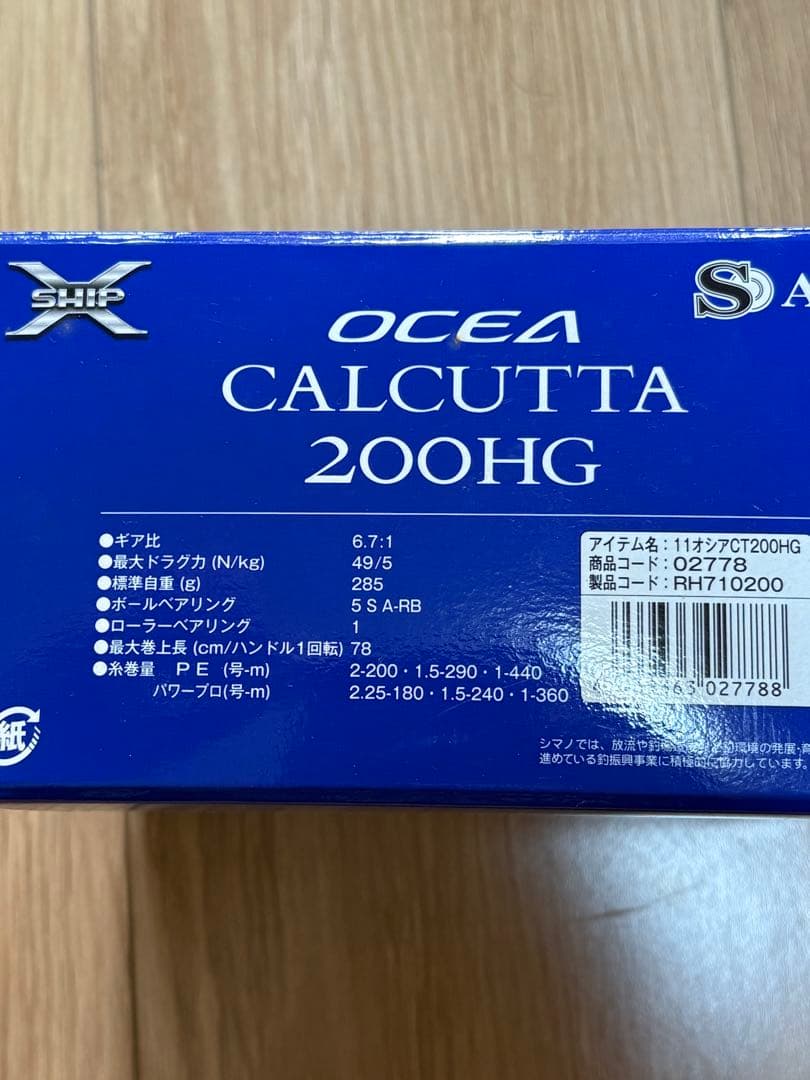 X
SHIP
S A
OCEA
CALCUTTA
200HG
●ギア比 6.7:1
●最大ドラグ力 (N/kg) 49/5
●標準自重 (g) 285
●ボールベアリング 5 S A-RB
●ローラーベアリング 1
●最大巻上長 (cm/ハンドル1回転) 78
●糸巻量 PE (号-m) 2-200・1.5-290・1-440
パワープロ(号-m) 2.25-180・1.5-240・1-360
アイテム名：11オシアCT200HG
商品コード：02778
製品コード：RH710200
027788
紙
シマノでは、放流や釣 環境の発展・
進めている釣振興事業に積極的に協力しています。